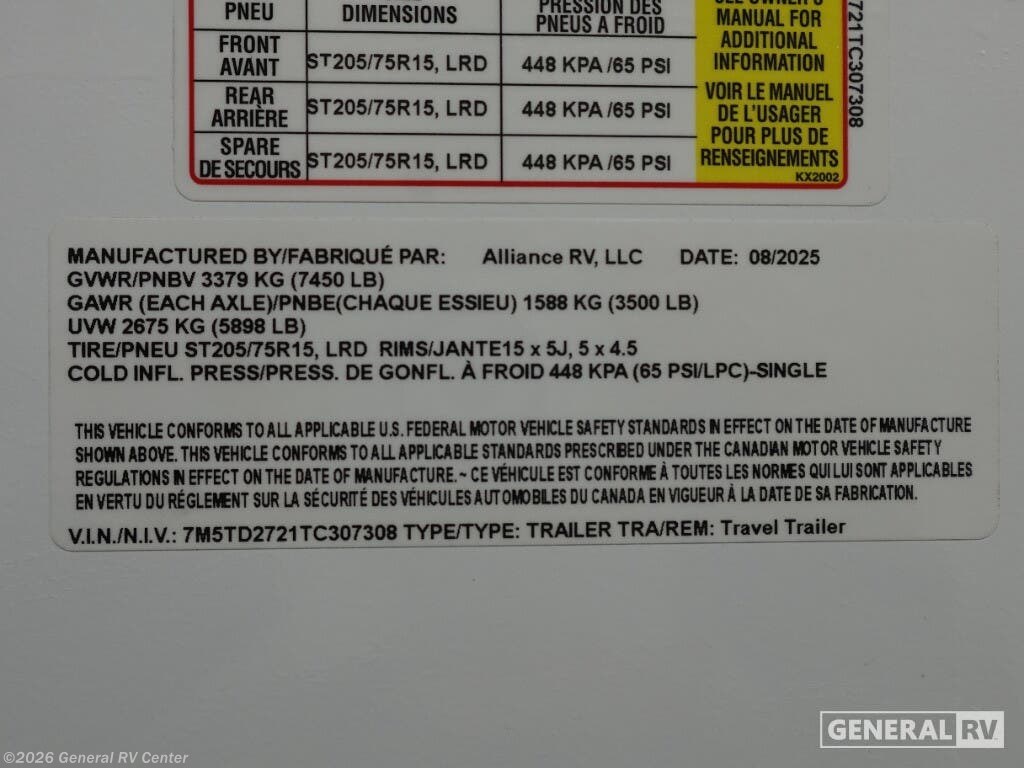 PNEU DIMENSIONS PRESSION DES PNEUS A FROID
FRONT AVANT ST205/75R15, LRD 448 KPA /65 PSI
REAR ARRIÈRE ST205/75R15, LRD 448 KPA /65 PSI
SPARE DE SECOURS ST205/75R15, LRD 448 KPA /65 PSI
SEE OWNER'S
MANUAL FOR
ADDITIONAL
INFORMATION
VOIR LE MANUEL
DE L'USAGER
POUR PLUS DE
RENSEIGNEMENTS
KX2002
721TC307308
MANUFACTURED BY/FABRIQUÉ PAR: Alliance RV, LLC DATE: 08/2025
GVWR/PNBV 3379 KG (7450 LB)
GAWR (EACH AXLE)/PNBE(CHAQUE ESSIEU) 1588 KG (3500 LB)
UVW 2675 KG (5898 LB)
TIRE/PNEU ST205/75R15, LRD RIMS/JANTE15 x 5J, 5 x 4.5
COLD INFL. PRESS/PRESS. DE GONFL. À FROID 448 KPA (65 PSI/LPC)-SINGLE
THIS VEHICLE CONFORMS TO ALL APPLICABLE U.S. FEDERAL MOTOR VEHICLE SAFETY STANDARDS IN EFFECT ON THE DATE OF MANUFACTURE
SHOWN ABOVE. THIS VEHICLE CONFORMS TO ALL APPLICABLE STANDARDS PRESCRIBED UNDER THE CANADIAN MOTOR VEHICLE SAFETY
REGULATIONS IN EFFECT ON THE DATE OF MANUFACTURE. ~ CE VÉHICULE EST CONFORME À TOUTES LES NORMES QUI LUI SONT APPLICABLES
EN VERTU DU RÉGLEMENT SUR LA SÉCURITÉ DES VÉHICULES AUTOMOBILES DU CANADA EN VIGUEUR À LA DATE DE SA FABRICATION.
V.I.N./N.I.V.: 7M5TD2721TC307308 TYPE/TYPE: TRAILER TRA/REM: Travel Trailer
GENERAL RV
©2026 General RV Center